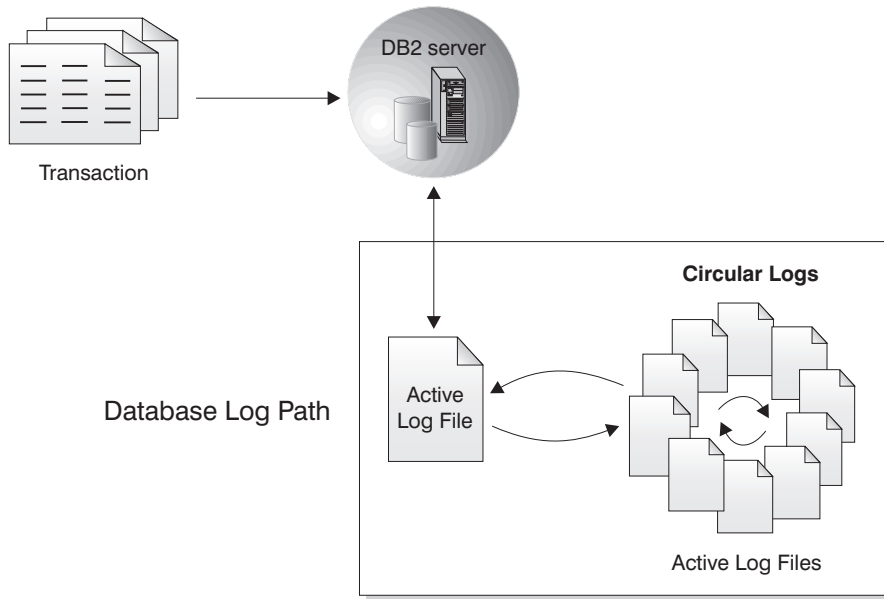 DB2 server
Transaction
Circular Logs
Active
Log File
Database Log Path
Active Log Files